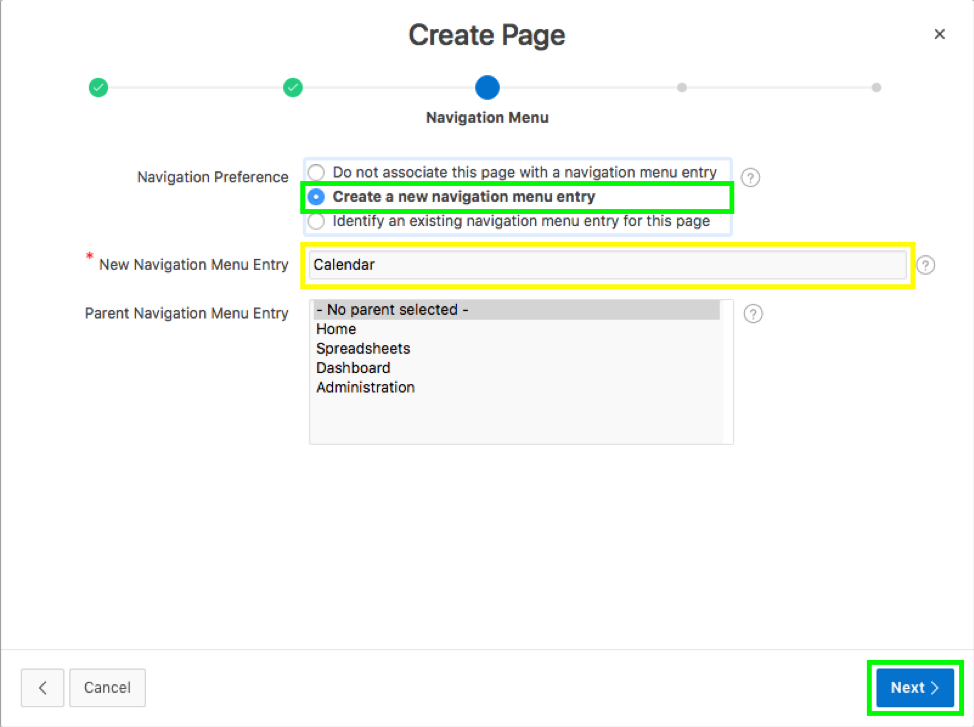 Create Page
Navigation Menu
Navigation Preference
Do not associate this page with a navigation menu entry
Create a new navigation menu entry
Identify an existing navigation menu entry for this page
* New Navigation Menu Entry
Calendar
Parent Navigation Menu Entry
- No parent selected -
Home
Spreadsheets
Dashboard
Administration
Cancel
Next